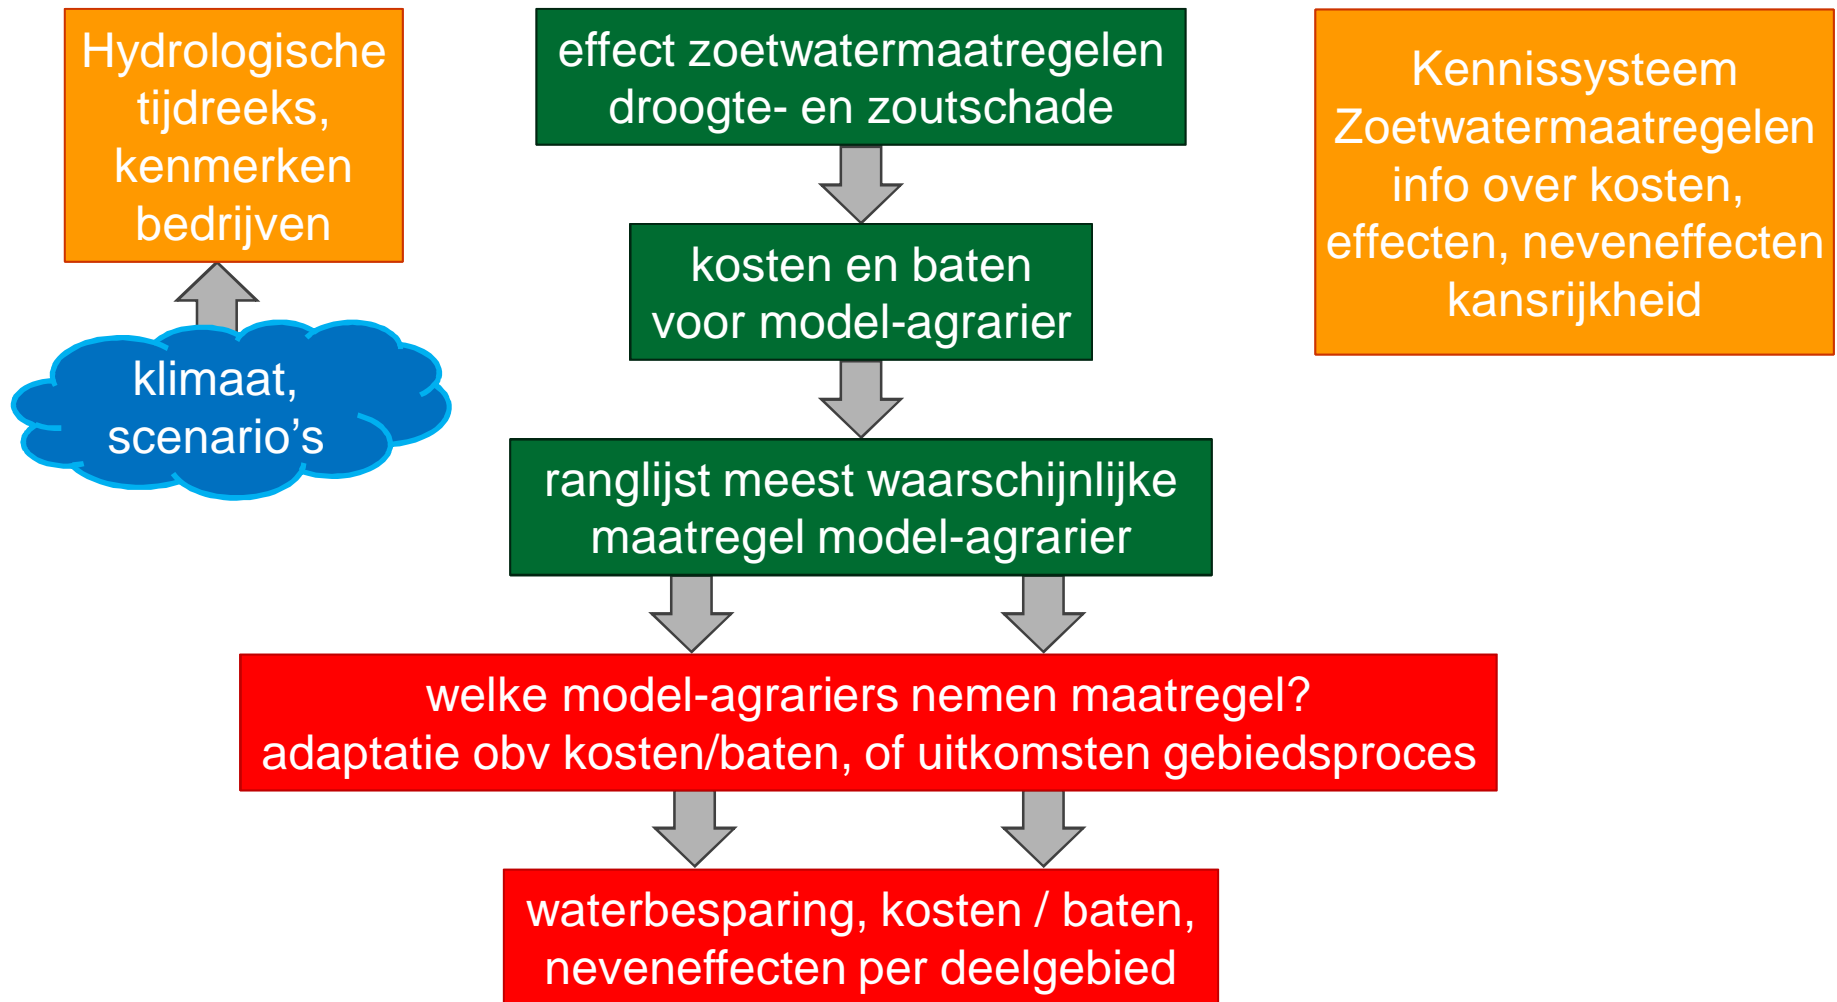 Hydrologische
tijdreeks,
kenmerken
bedrijven
klimaat,
scenario's
effect zoetwatermaatregelen
droogte- en zoutschade
kosten en baten
voor model-agrarier
ranglijst meest waarschijnlijke
maatregel model-agrarier
welke model-agrariers nemen maatregel?
adaptatie obv kosten/baten, of uitkomsten gebiedsproces
waterbesparing, kosten / baten,
neveneffecten per deelgebied
Kennissysteem
Zoetwatermaatregelen
info over kosten,
effecten, neveneffecten
kansrijkheid